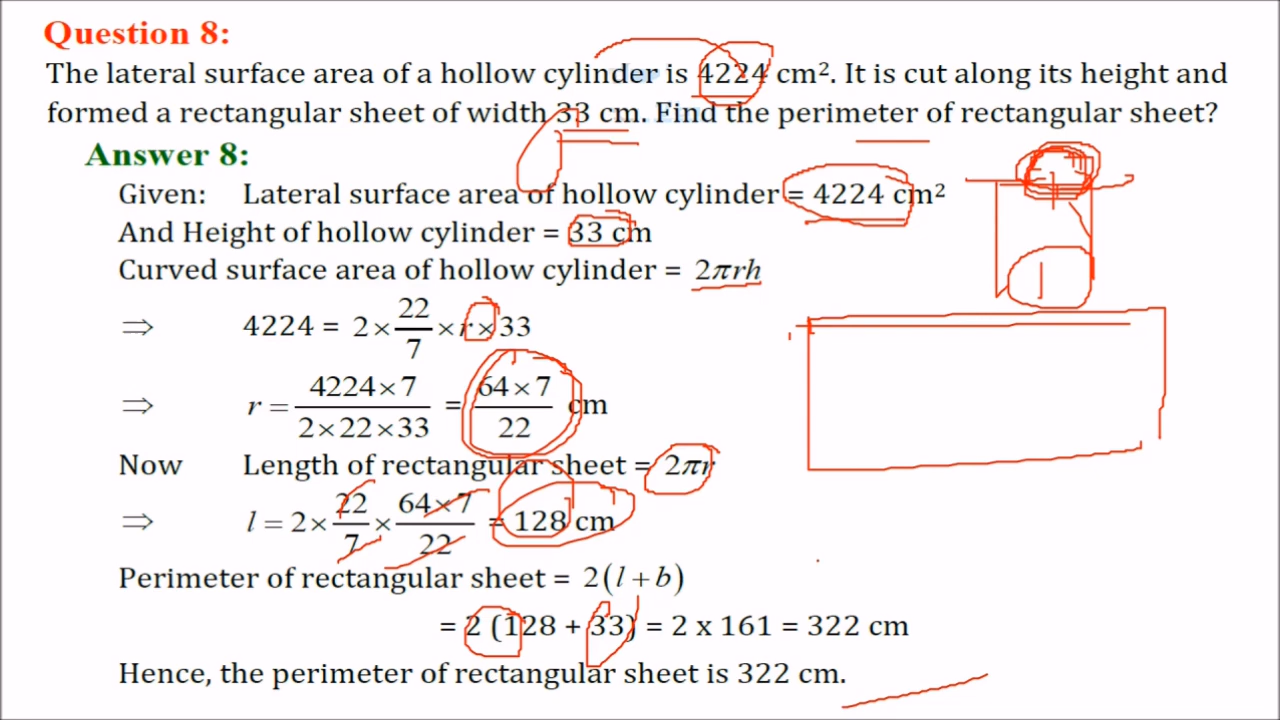 Question 8:
The lateral surface area of a hollow cylinder is 4224 cm². It is cut along its height and
formed a rectangular sheet of width 33 cm. Find the perimeter of rectangular sheet?
Answer 8:
Given: Lateral surface area of hollow cylinder = 4224 cm²
And Height of hollow cylinder = 33 cm
Curved surface area of hollow cylinder = 2πrh
⇒ 4224 = 2 × 22/7 × r × 33
⇒ r = (4224 × 7)/(2 × 22 × 33) = (64 × 7)/22 cm
Now Length of rectangular sheet = 2πr
⇒ l = 2 × 22/7 × (64 × 7)/22 = 128 cm
Perimeter of rectangular sheet = 2(l + b)
= 2 (128 + 33) = 2 x 161 = 322 cm
Hence, the perimeter of rectangular sheet is 322 cm.